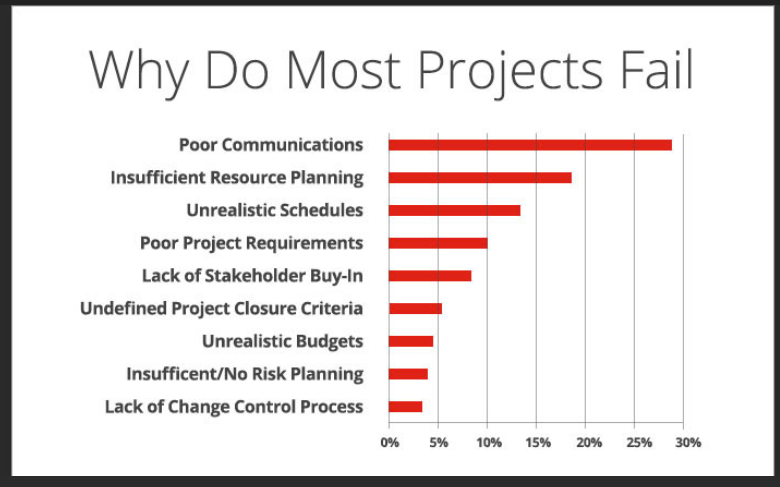 Why Do Most Projects Fail
Poor Communications
Insufficient Resource Planning
Unrealistic Schedules
Poor Project Requirements
Lack of Stakeholder Buy-In
Undefined Project Closure Criteria
Unrealistic Budgets
Insufficent/No Risk Planning
Lack of Change Control Process
0% 5% 10% 15% 20% 25% 30%